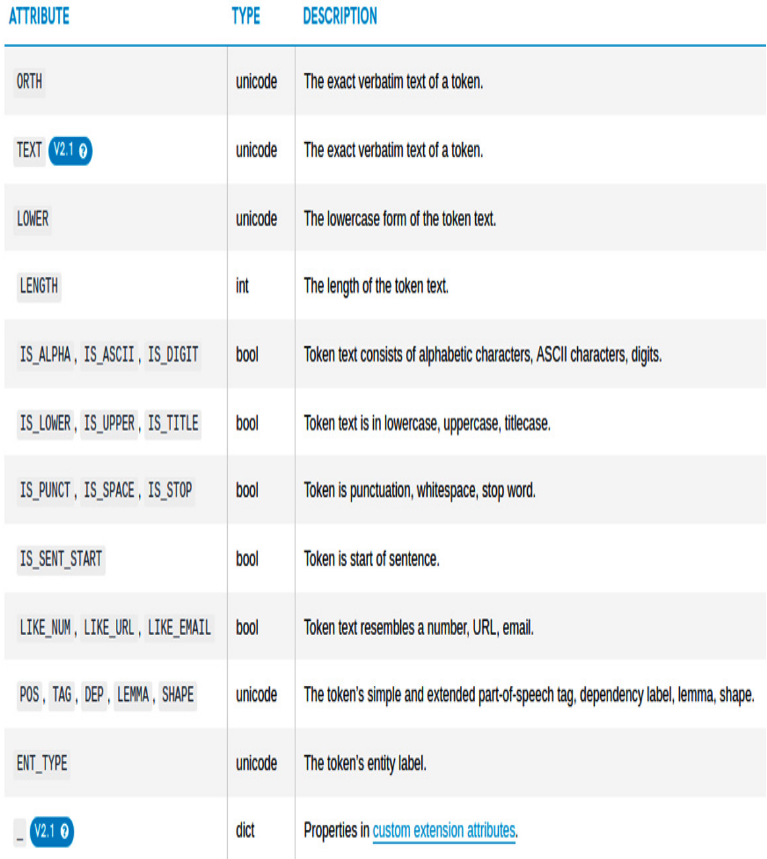 ATTRIBUTE TYPE DESCRIPTION
ORTH unicode The exact verbatim text of a token.
TEXT V2.1 ? unicode The exact verbatim text of a token.
LOWER unicode The lowercase form of the token text.
LENGTH int The length of the token text.
IS_ALPHA, IS_ASCII, IS_DIGIT bool Token text consists of alphabetic characters, ASCII characters, digits.
IS_LOWER, IS_UPPER, IS_TITLE bool Token text is in lowercase, uppercase, titlecase.
IS_PUNCT, IS_SPACE, IS_STOP bool Token is punctuation, whitespace, stop word.
IS_SENT_START bool Token is start of sentence.
LIKE_NUM, LIKE_URL, LIKE_EMAIL bool Token text resembles a number, URL, email.
POS, TAG, DEP, LEMMA, SHAPE unicode The token's simple and extended part-of-speech tag, dependency label, lemma, shape.
ENT_TYPE unicode The token's entity label.
_ V2.1 ? dict Properties in custom extension attributes.